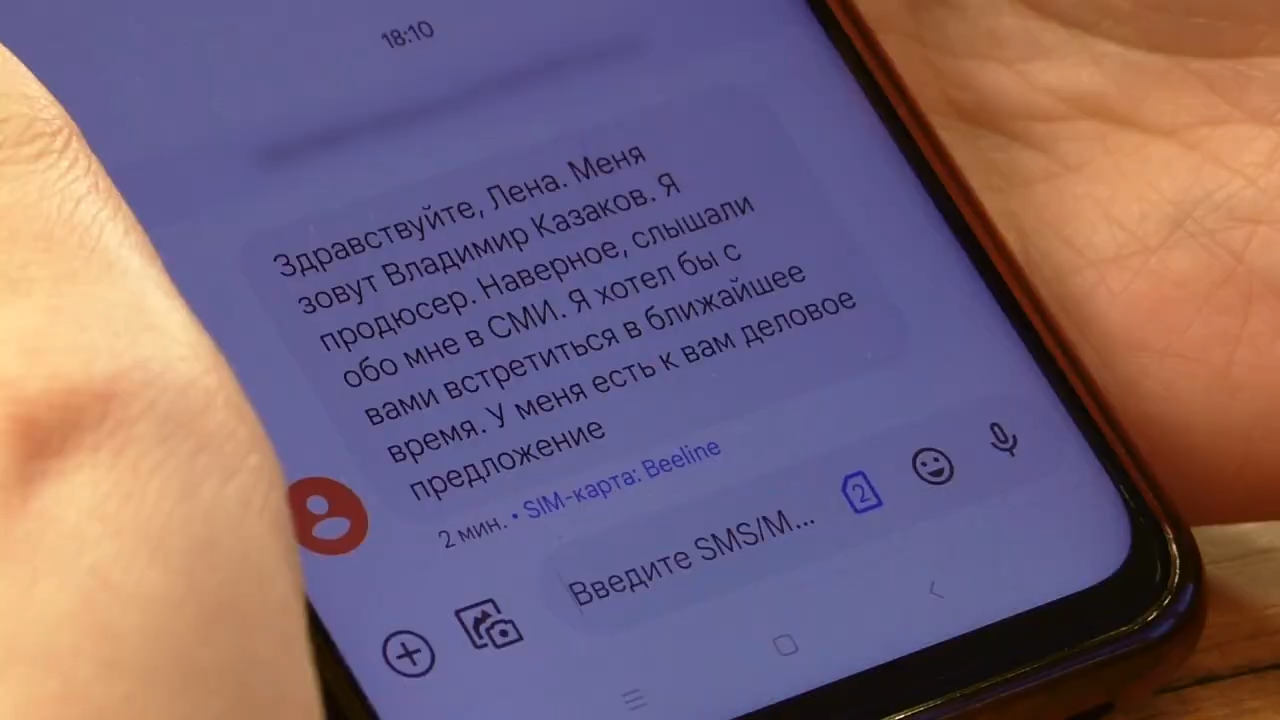 18:10
Здравствуйте, Лена. Меня
зовут Владимир Казаков. Я
продюсер. Наверное, слышали
обо мне в СМИ. Я хотел бы с
вами встретиться в ближайшее
время. У меня есть к вам деловое
предложение
2 мин. • SIM-карта: Beeline
Введите SMS/M...
2